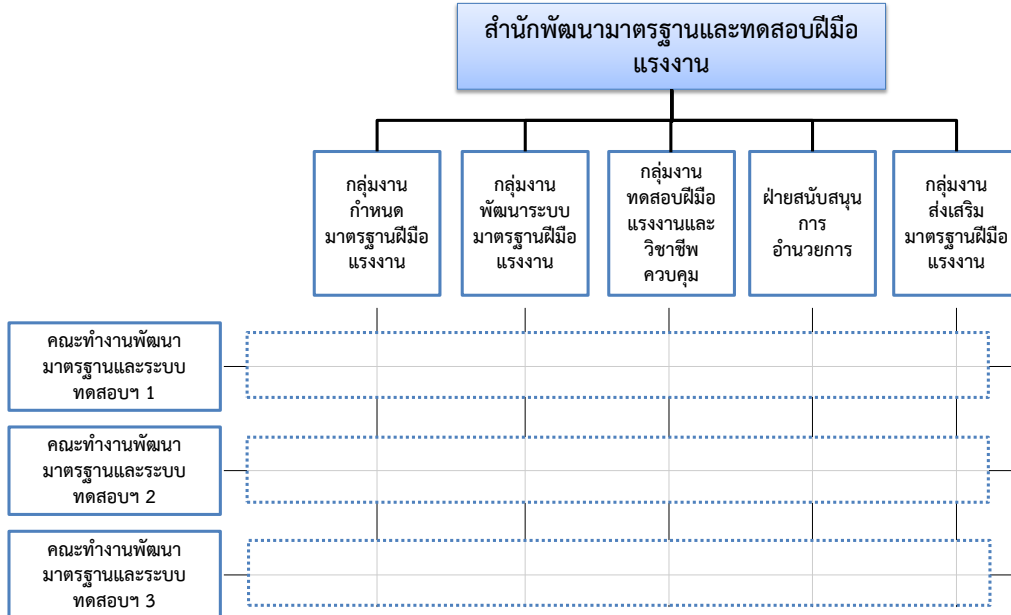 สำนักพัฒนามาตรฐานและทดสอบฝีมือ
แรงงาน
กลุ่มงาน
กำหนด
มาตรฐานฝีมือ
แรงงาน
กลุ่มงาน
พัฒนาระบบ
มาตรฐานฝีมือ
แรงงาน
กลุ่มงาน
ทดสอบฝีมือ
แรงงานและ
วิชาชีพ
ควบคุม
ฝ่ายสนับสนุน
การ
อำนวยการ
กลุ่มงาน
ส่งเสริม
มาตรฐานฝีมือ
แรงงาน
คณะทำงานพัฒนา
มาตรฐานและระบบ
ทดสอบฯ 1
คณะทำงานพัฒนา
มาตรฐานและระบบ
ทดสอบฯ 2
คณะทำงานพัฒนา
มาตรฐานและระบบ
ทดสอบฯ 3